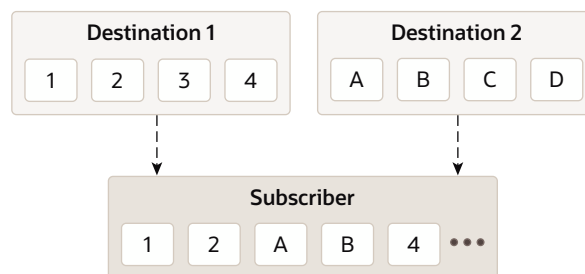 Destination 1
1 2 3 4
Destination 2
A B C D
Subscriber
1 2 A B 4 •••